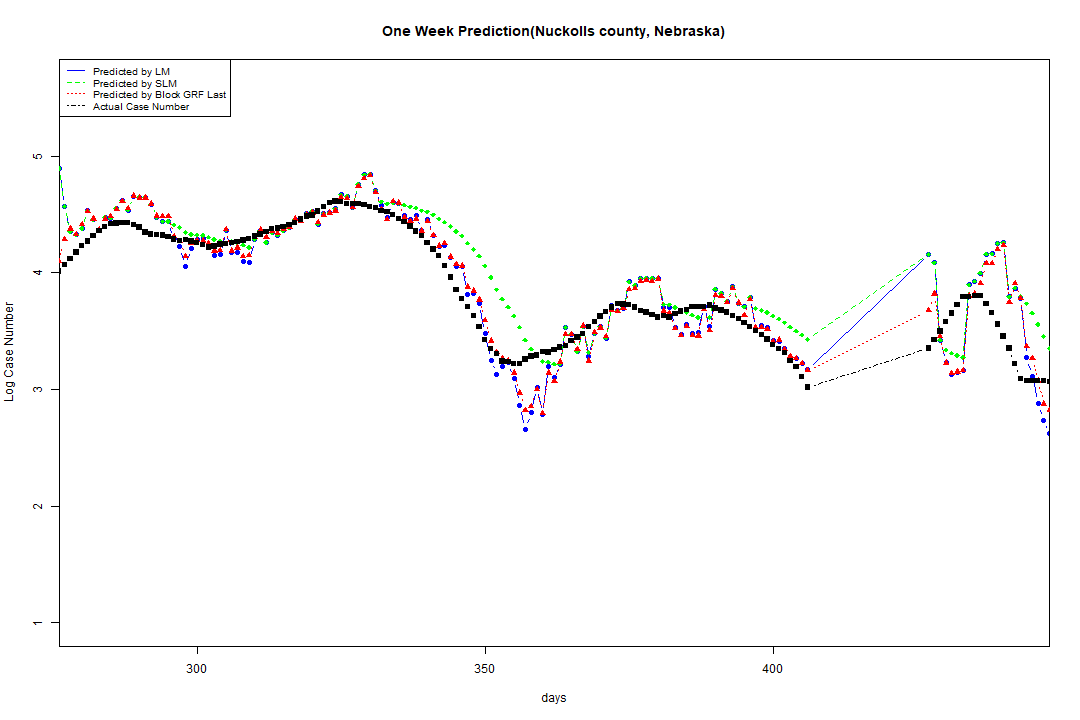 One Week Prediction(Nuckolls county, Nebraska)
Predicted by LM
Predicted by SLM
Predicted by Block GRF Last
Actual Case Number
5
4
3
2
1
Log Case Number
300 350 400
days